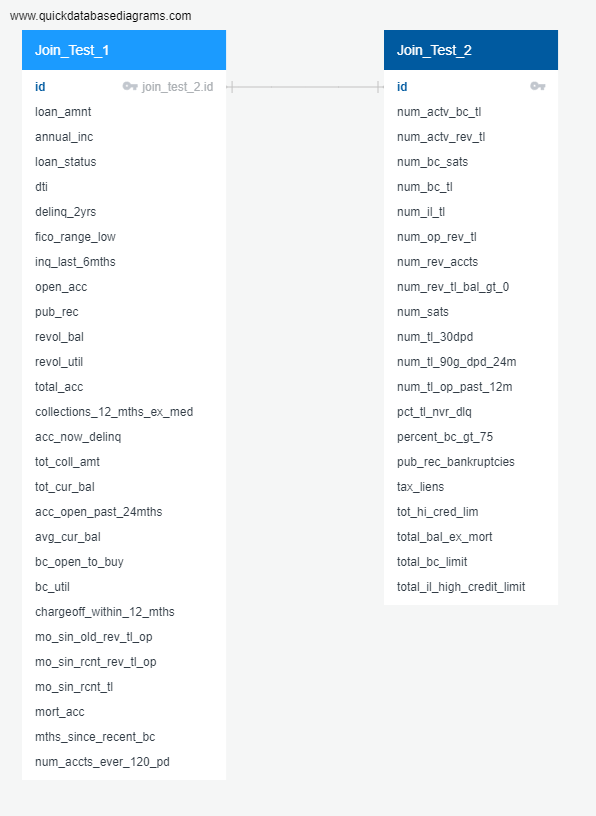 www.quickdatabasediagrams.com
Join_Test_1
id join_test_2.id
loan_amnt
annual_inc
loan_status
dti
delinq_2yrs
fico_range_low
inq_last_6mths
open_acc
pub_rec
revol_bal
revol_util
total_acc
collections_12_mths_ex_med
acc_now_delinq
tot_coll_amt
tot_cur_bal
acc_open_past_24mths
avg_cur_bal
bc_open_to_buy
bc_util
chargeoff_within_12_mths
mo_sin_old_rev_tl_op
mo_sin_rcnt_rev_tl_op
mo_sin_rcnt_tl
mort_acc
mths_since_recent_bc
num_accts_ever_120_pd
Join_Test_2
id
num_actv_bc_tl
num_actv_rev_tl
num_bc_sats
num_bc_tl
num_il_tl
num_op_rev_tl
num_rev_accts
num_rev_tl_bal_gt_0
num_sats
num_tl_30dpd
num_tl_90g_dpd_24m
num_tl_op_past_12m
pct_tl_nvr_dlq
percent_bc_gt_75
pub_rec_bankruptcies
tax_liens
tot_hi_cred_lim
total_bal_ex_mort
total_bc_limit
total_il_high_credit_limit